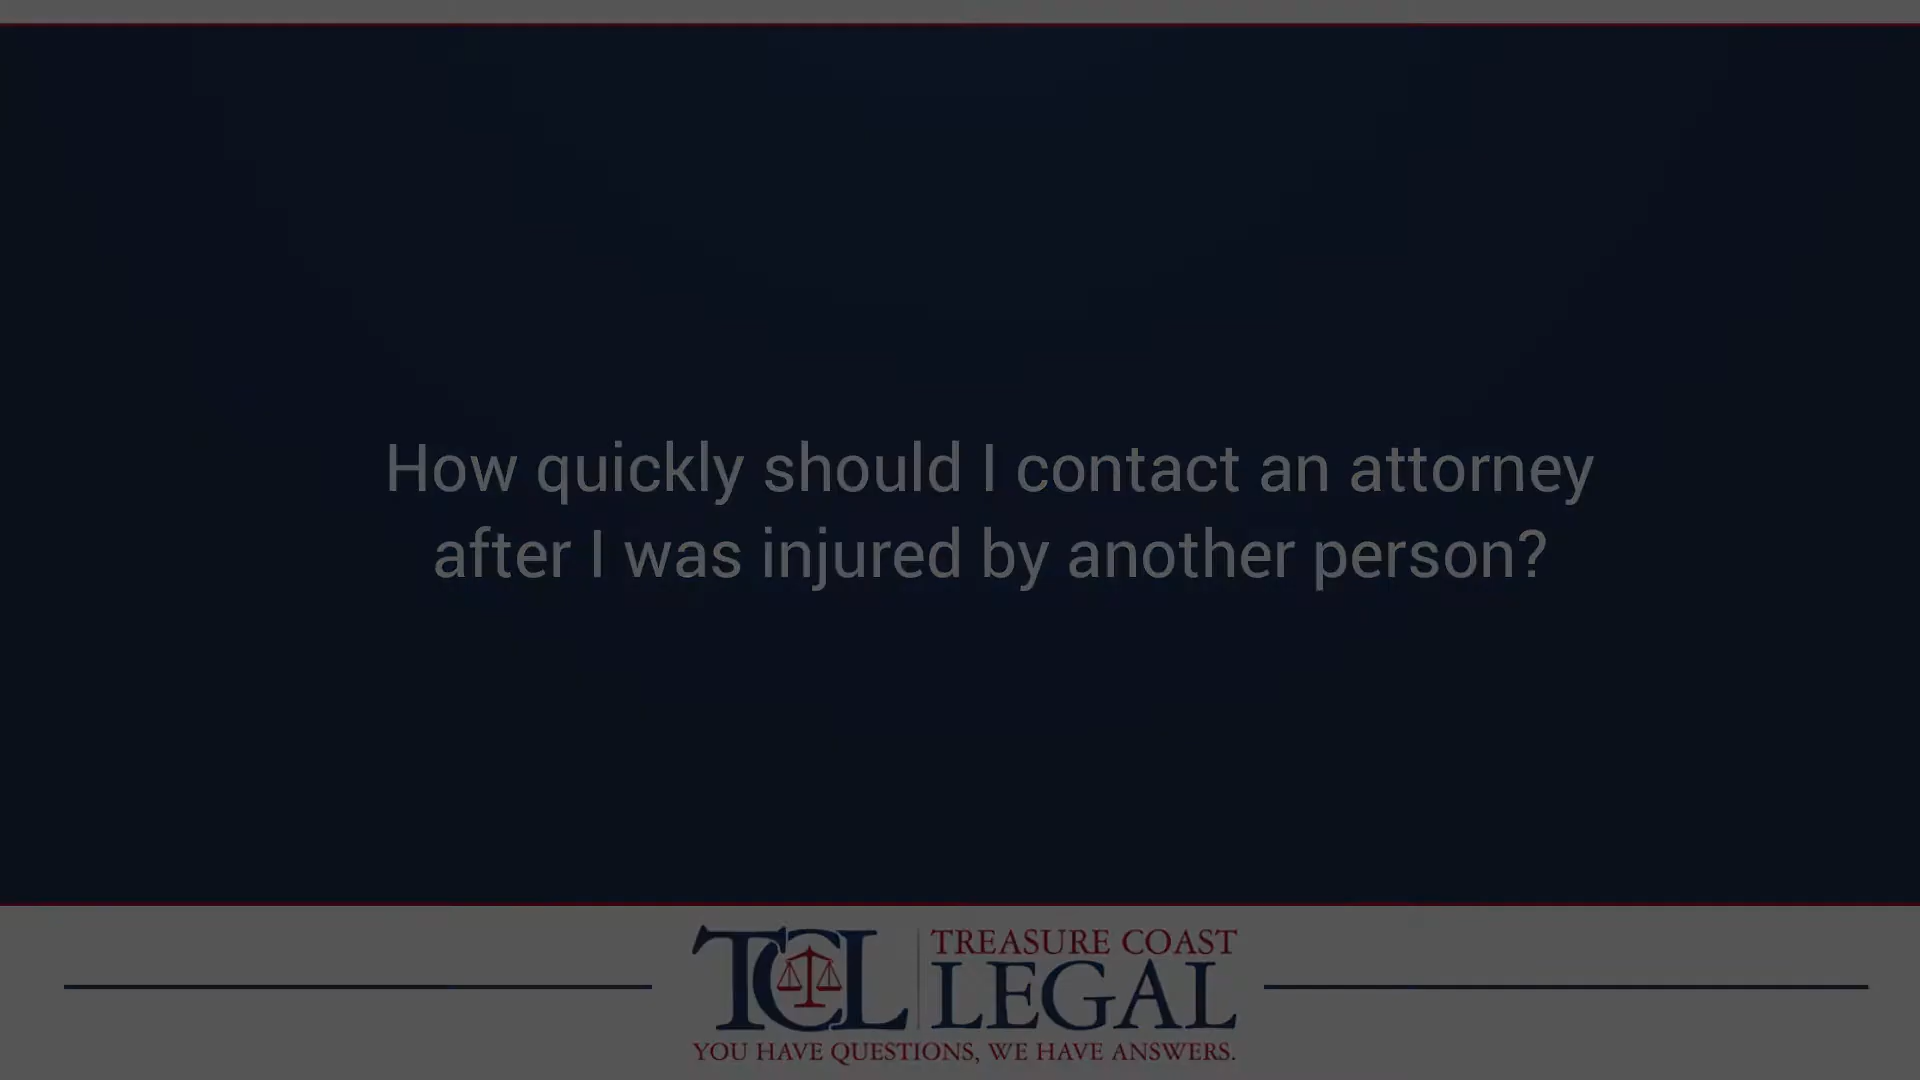 How quickly should I contact an attorney
after I was injured by another person?
TCL
TREASURE COAST
LEGAL
YOU HAVE QUESTIONS, WE HAVE ANSWERS.